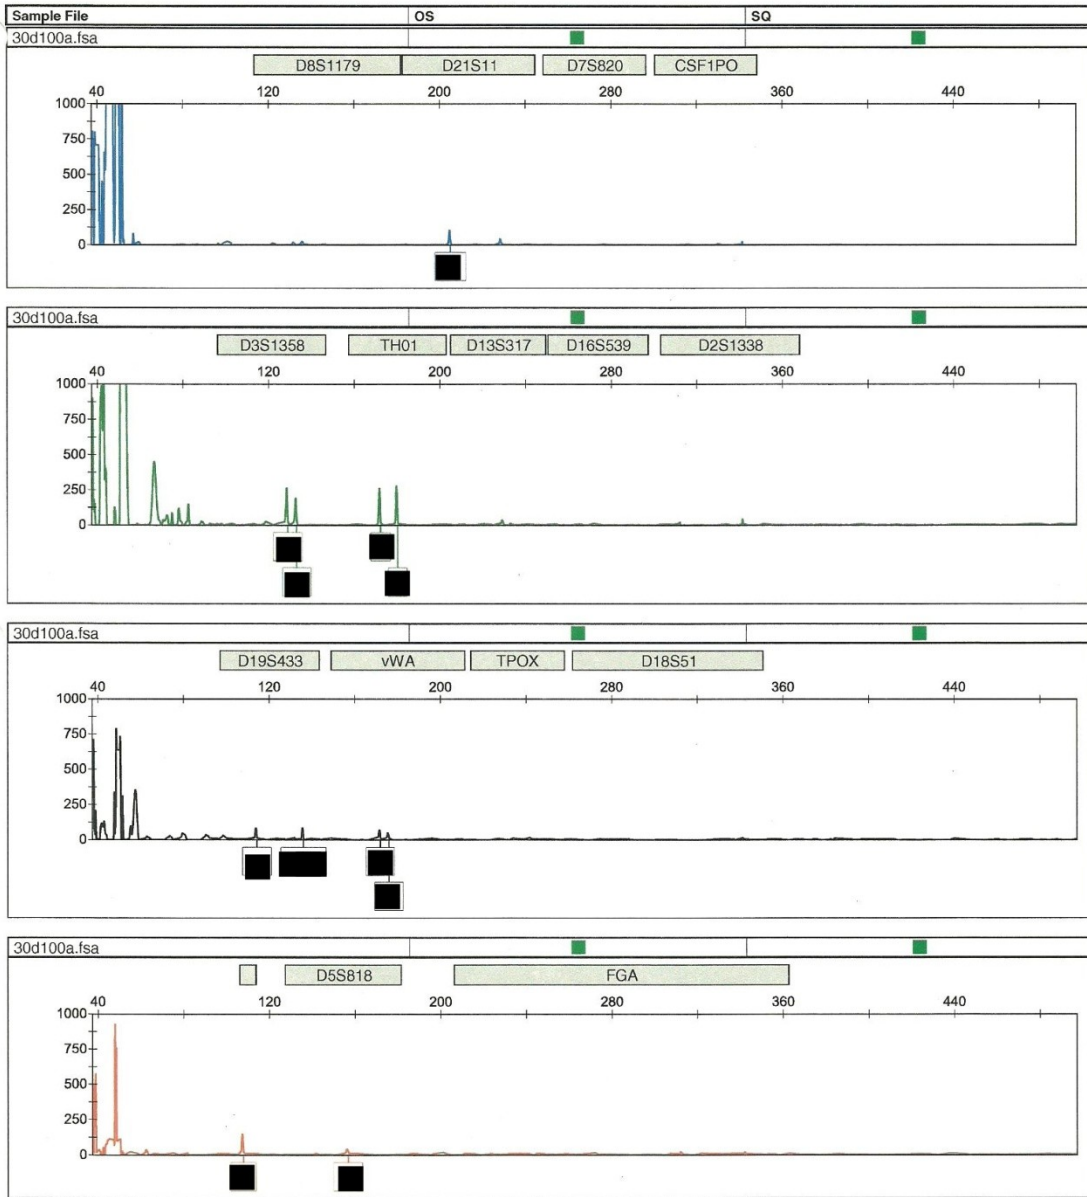 Sample File OS SQ
30d100a.fsa
D8S1179 D21S11 D7S820 CSF1PO
40 120 200 280 360 440
1000
750
500
250
0
30d100a.fsa
D3S1358 TH01 D13S317 D16S539 D2S1338
40 120 200 280 360 440
1000
750
500
250
0
30d100a.fsa
D19S433 vWA TPOX D18S51
40 120 200 280 360 440
1000
750
500
250
0
30d100a.fsa
D5S818 FGA
40 120 200 280 360 440
1000
750
500
250
0